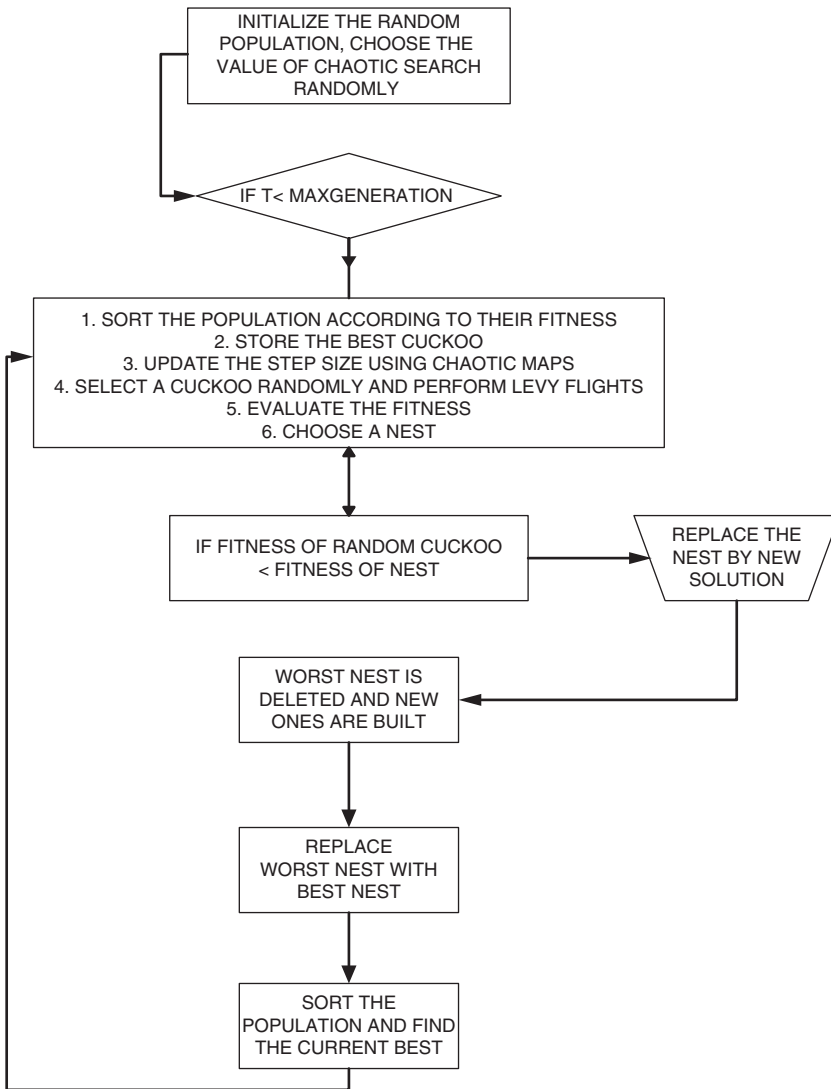 INITIALIZE THE RANDOM
POPULATION, CHOOSE THE
VALUE OF CHAOTIC SEARCH
RANDOMLY
IF T< MAXGENERATION
1. SORT THE POPULATION ACCORDING TO THEIR FITNESS
2. STORE THE BEST CUCKOO
3. UPDATE THE STEP SIZE USING CHAOTIC MAPS
4. SELECT A CUCKOO RANDOMLY AND PERFORM LEVY FLIGHTS
5. EVALUATE THE FITNESS
6. CHOOSE A NEST
IF FITNESS OF RANDOM CUCKOO
< FITNESS OF NEST
REPLACE THE
NEST BY NEW
SOLUTION
WORST NEST IS
DELETED AND NEW
ONES ARE BUILT
REPLACE
WORST NEST WITH
BEST NEST
SORT THE
POPULATION AND FIND
THE CURRENT BEST